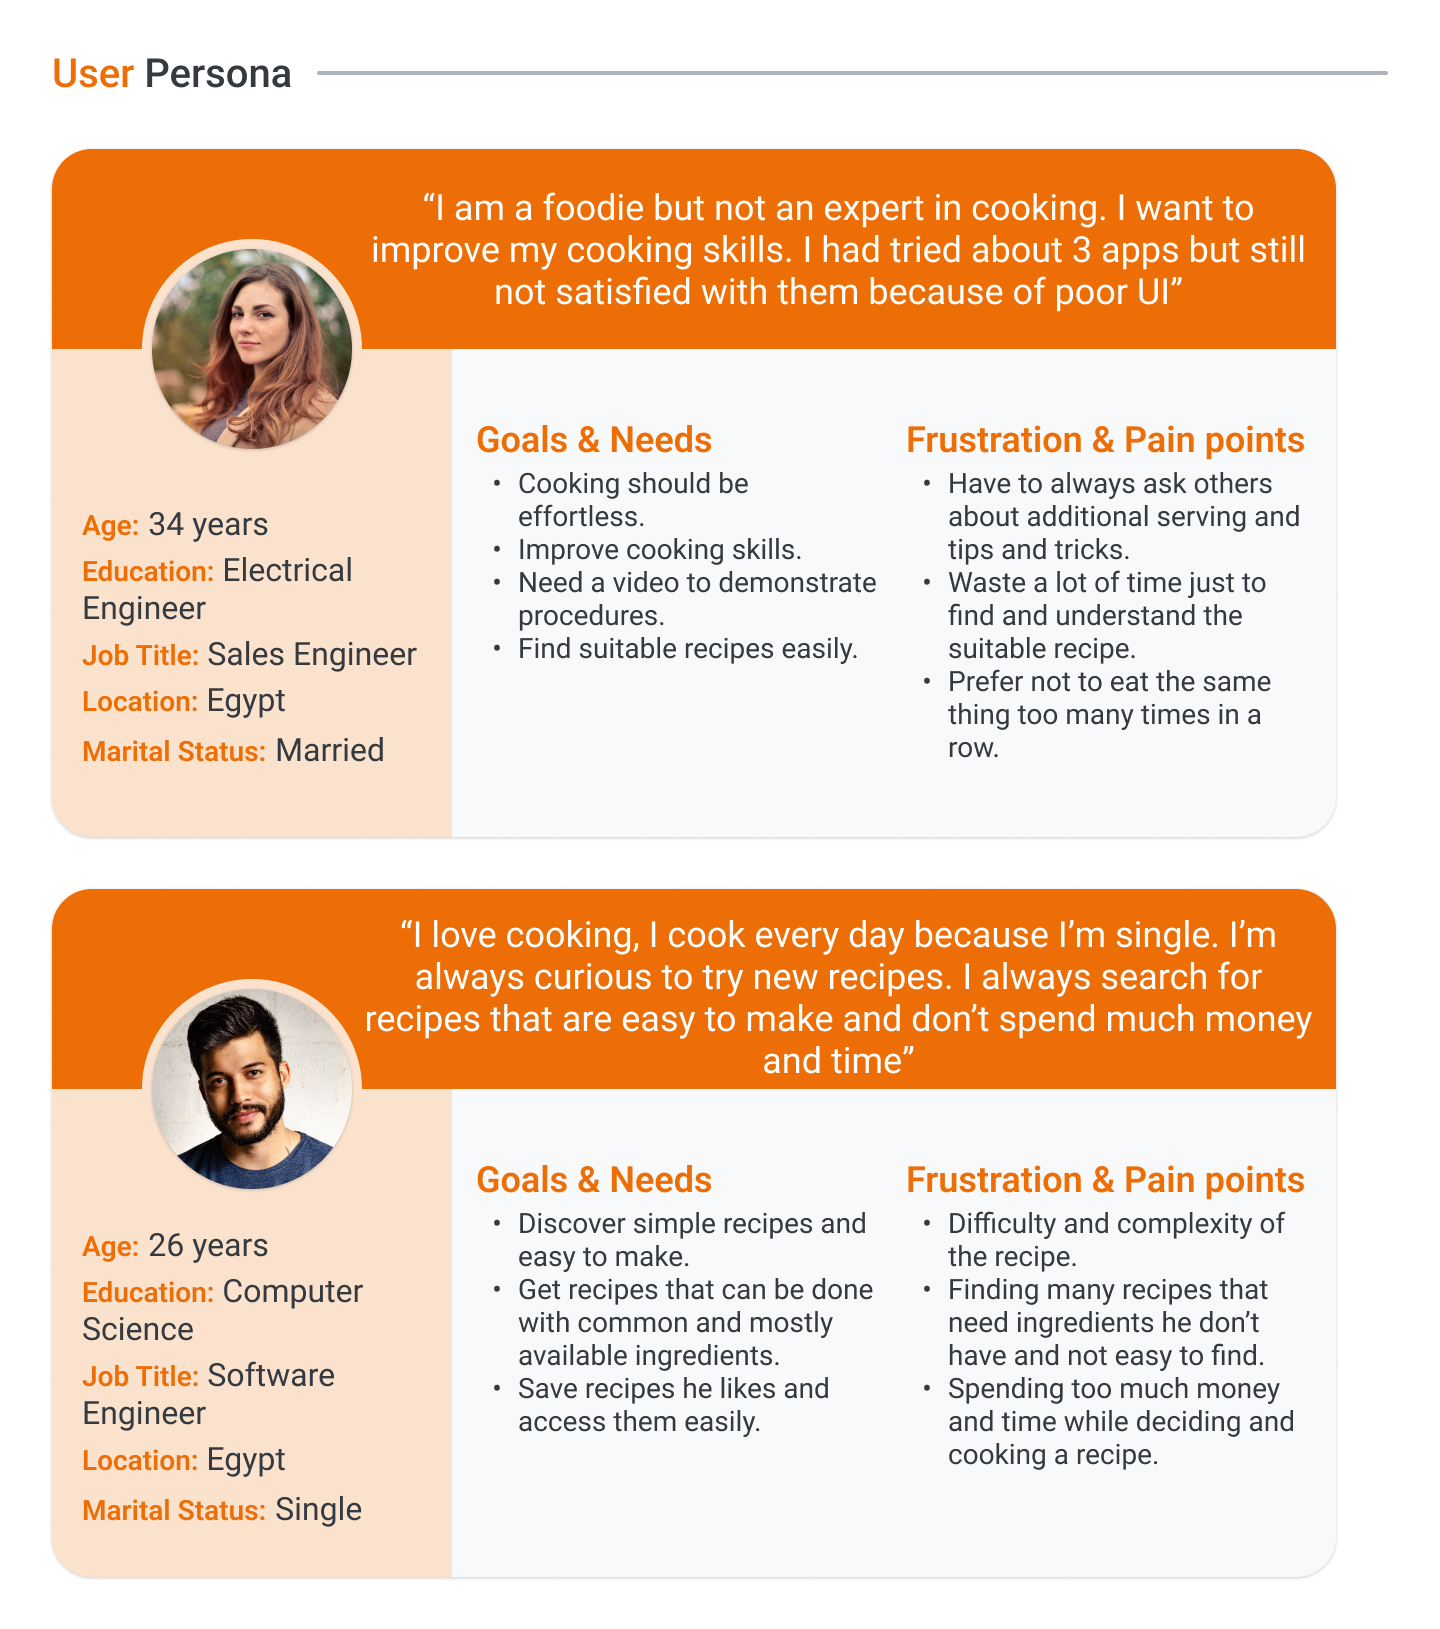 User Persona
“I am a foodie but not an expert in cooking. I want to
improve my cooking skills. I had tried about 3 apps but still
not satisfied with them because of poor UI”
Age: 34 years
Education: Electrical
Engineer
Job Title: Sales Engineer
Location: Egypt
Marital Status: Married
Goals & Needs
• Cooking should be
effortless.
• Improve cooking skills.
• Need a video to demonstrate
procedures.
• Find suitable recipes easily.
Frustration & Pain points
• Have to always ask others
about additional serving and
tips and tricks.
• Waste a lot of time just to
find and understand the
suitable recipe.
• Prefer not to eat the same
thing too many times in a
row.
“I love cooking, I cook every day because I’m single. I’m
always curious to try new recipes. I always search for
recipes that are easy to make and don’t spend much money
and time”
Age: 26 years
Education: Computer
Science
Job Title: Software
Engineer
Location: Egypt
Marital Status: Single
Goals & Needs
• Discover simple recipes and
easy to make.
• Get recipes that can be done
with common and mostly
available ingredients.
• Save recipes he likes and
access them easily.
Frustration & Pain points
• Difficulty and complexity of
the recipe.
• Finding many recipes that
need ingredients he don’t
have and not easy to find.
• Spending too much money
and time while deciding and
cooking a recipe.